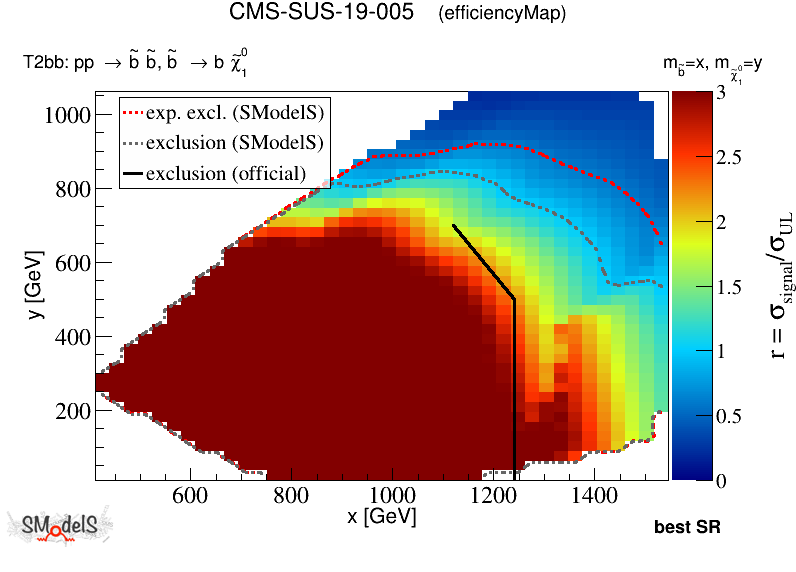 CMS-SUS-19-005 (efficiencyMap)
T2bb: pp → b̃ b̃, b̃ → b χ̃₁⁰
m_b̃=x, m_χ̃₁⁰=y
exp. excl. (SModelS)
exclusion (SModelS)
exclusion (official)
1000
800
600
400
200
y [GeV]
600 800 1000 1200 1400
x [GeV]
3
2.5
2
1.5
1
0.5
0
r = σ_signal/σ_UL
SModelS
best SR